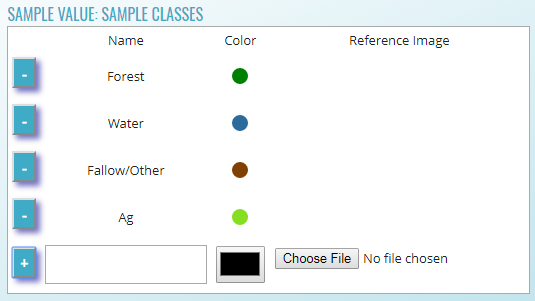 SAMPLE VALUE: SAMPLE CLASSES
Name Color Reference Image
- Forest
- Water
- Fallow/Other
- Ag
+ Choose File No file chosen